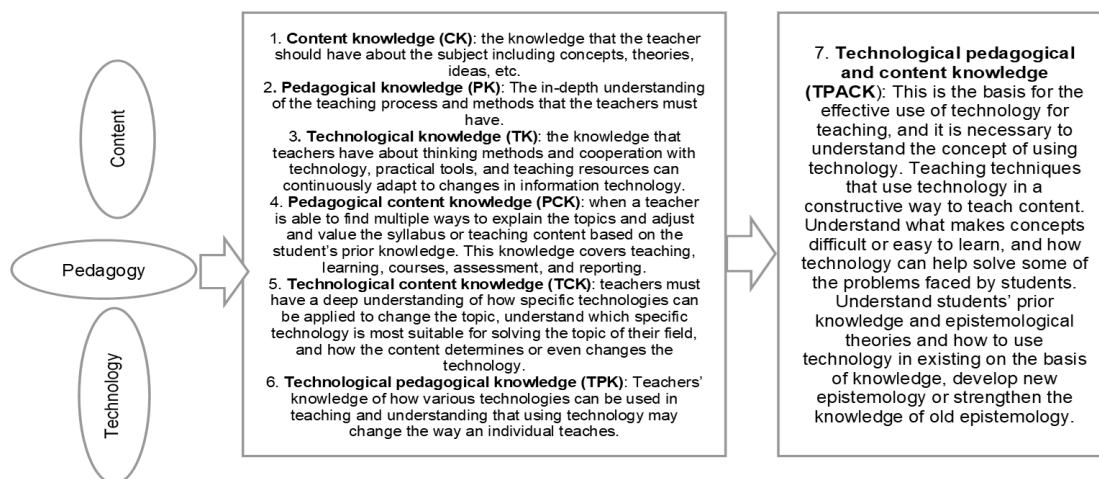 Content
Pedagogy
Technology
1. Content knowledge (CK): the knowledge that the teacher
should have about the subject including concepts, theories,
ideas, etc.
2. Pedagogical knowledge (PK): The in-depth understanding
of the teaching process and methods that the teachers must
have.
3. Technological knowledge (TK): the knowledge that
teachers have about thinking methods and cooperation with
technology, practical tools, and teaching resources can
continuously adapt to changes in information technology.
4. Pedagogical content knowledge (PCK): when a teacher
is able to find multiple ways to explain the topics and adjust
and value the syllabus or teaching content based on the
student's prior knowledge. This knowledge covers teaching,
learning, courses, assessment, and reporting.
5. Technological content knowledge (TCK): teachers must
have a deep understanding of how specific technologies can
be applied to change the topic, understand which specific
technology is most suitable for solving the topic of their field,
and how the content determines or even changes the
technology.
6. Technological pedagogical knowledge (TPK): Teachers'
knowledge of how various technologies can be used in
teaching and understanding that using technology may
change the way an individual teaches.
7. Technological pedagogical
and content knowledge
(TPACK): This is the basis for the
effective use of technology for
teaching, and it is necessary to
understand the concept of using
technology. Teaching techniques
that use technology in a
constructive way to teach content.
Understand what makes concepts
difficult or easy to learn, and how
technology can help solve some of
the problems faced by students.
Understand students' prior
knowledge and epistemological
theories and how to use
technology in existing on the basis
of knowledge, develop new
epistemology or strengthen the
knowledge of old epistemology.